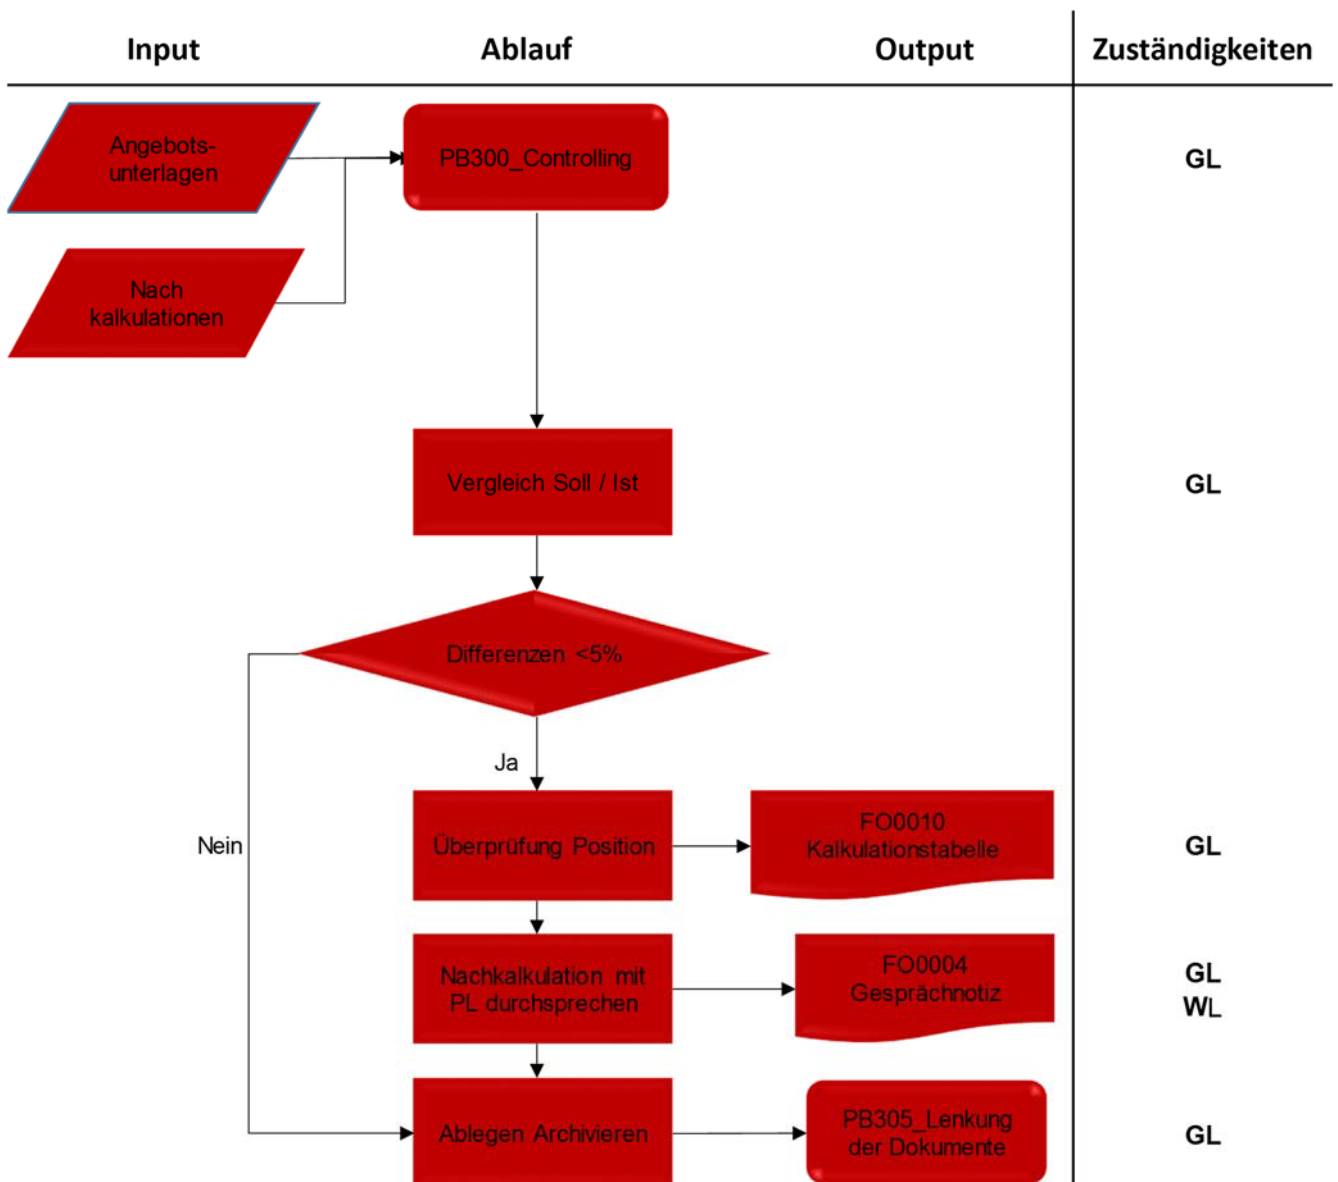 Input
Ablauf
Output
Zuständigkeiten
Angebots-
unterlagen
PB300_Controlling
GL
Nach
kalkulationen
Vergleich Soll / Ist
GL
Differenzen <5%
Ja
Nein
Überprüfung Position
FO0010
Kalkulationstabelle
GL
Nachkalkulation mit
PL durchsprechen
FO0004
Gesprächnotiz
GL
WL
Ablegen Archivieren
PB305_Lenkung
der Dokumente
GL